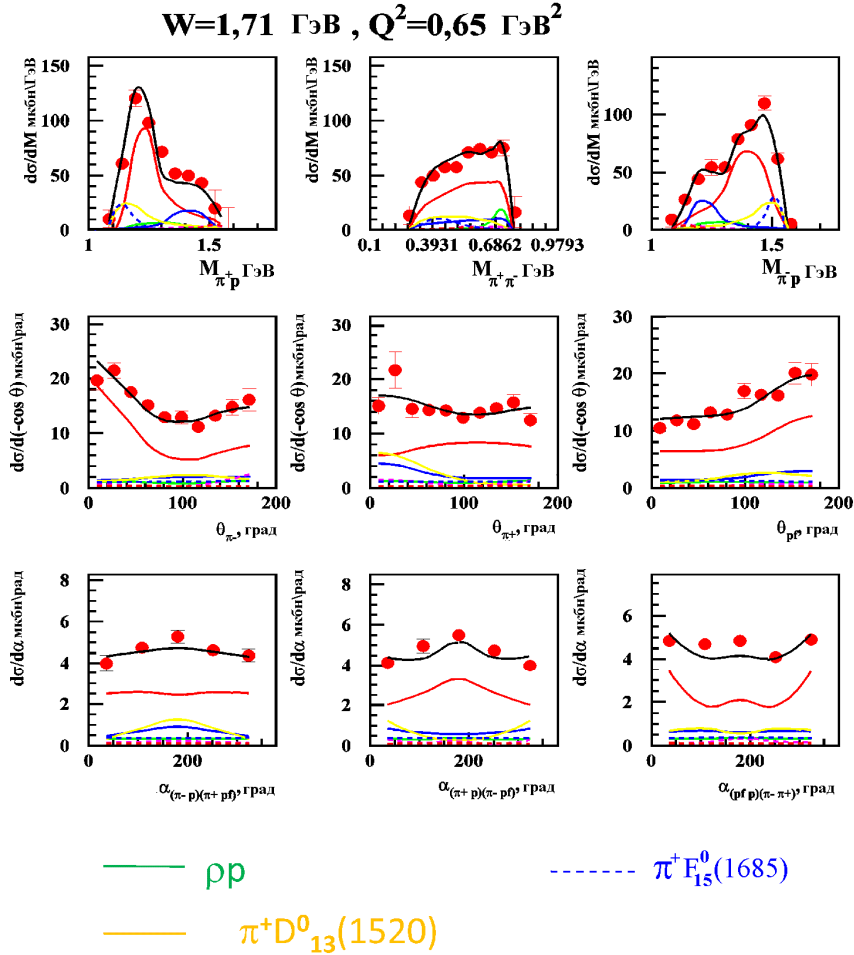 W=1,71 ГэВ , Q²=0,65 ГэВ²
dσ/dM мкбн\ГэВ
150
100
50
0
1
1.5
M π⁺p ГэВ
dσ/dM мкбн\ГэВ
150
100
50
0
0.1
0.3931
0.6862
0.9793
M π⁺π⁻ ГэВ
dσ/dM мкбн\ГэВ
100
50
0
1
1.5
M π⁻p ГэВ
dσ/d(-cos θ) мкбн\рад
30
20
10
0
0
100
200
θ π-, град
dσ/d(-cos θ) мкбн\рад
30
20
10
0
0
100
200
θ π+, град
dσ/d(-cos θ) мкбн\рад
30
20
10
0
0
100
200
θ pf, град
dσ/dα мкбн\рад
8
6
4
2
0
0
200
α (π- p)(π+ pf), град
dσ/dα мкбн\рад
8
6
4
2
0
0
200
α (π+ p)(π- pf), град
dσ/dα мкбн\рад
8
6
4
2
0
0
200
α (pf p)(π- π+), град
ρp
π⁺F⁰₁₅(1685)
π⁺D⁰₁₃(1520)